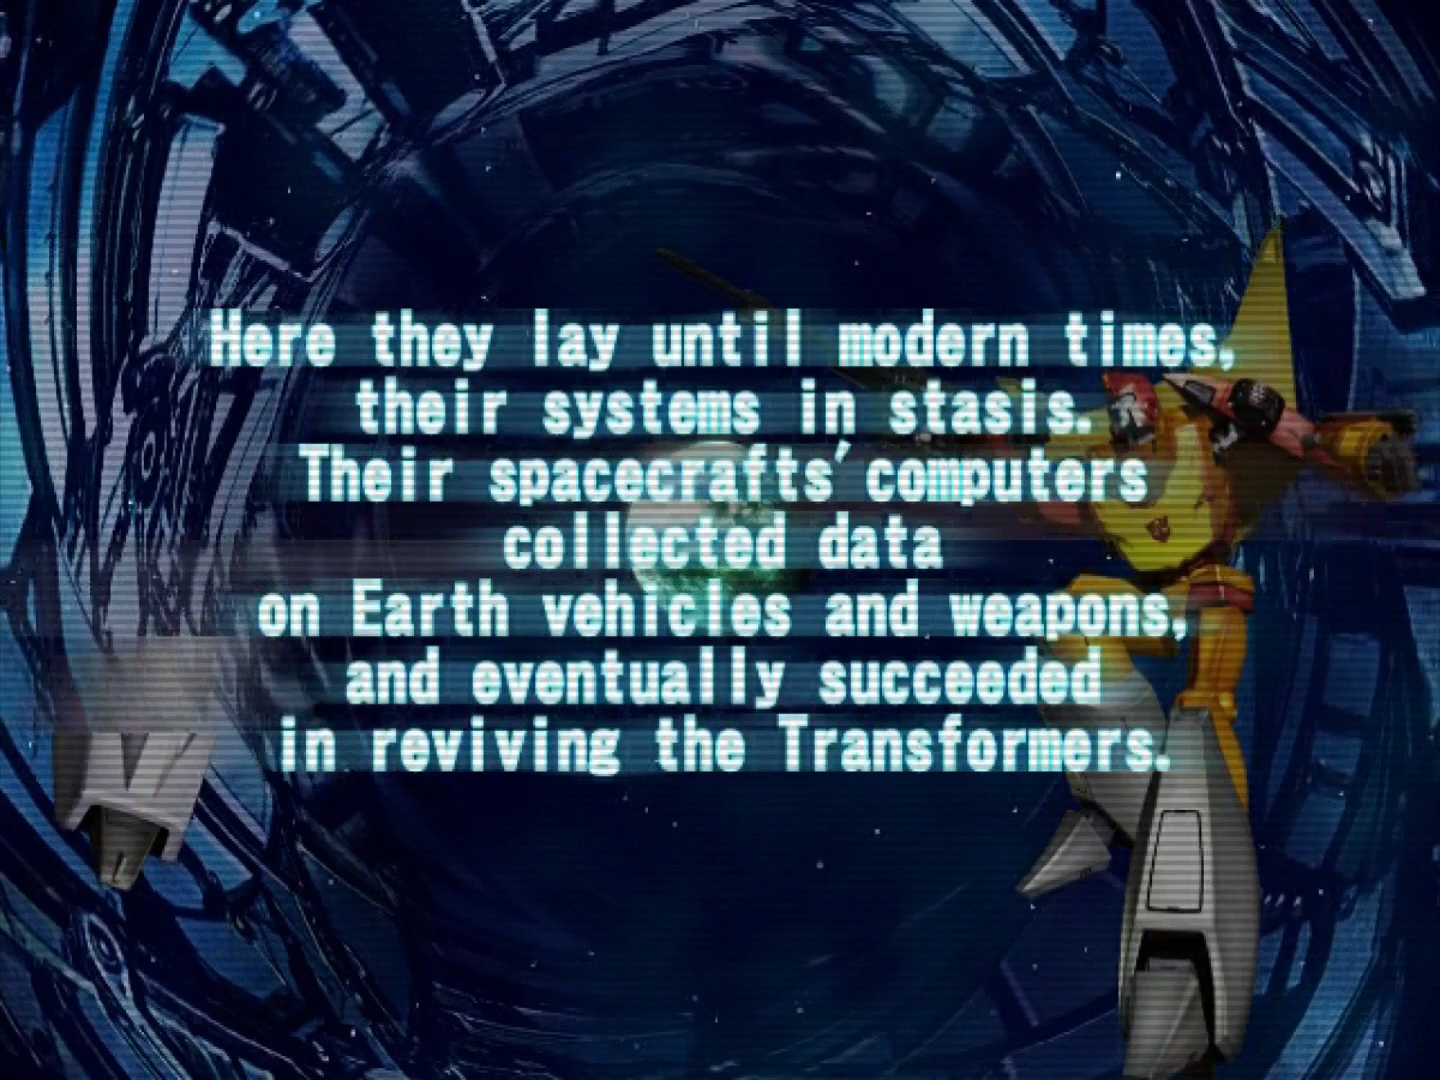 Here they lay until modern times,
their systems in stasis.
Their spacecrafts' computers
collected data
on Earth vehicles and weapons,
and eventually succeeded
in reviving the Transformers.